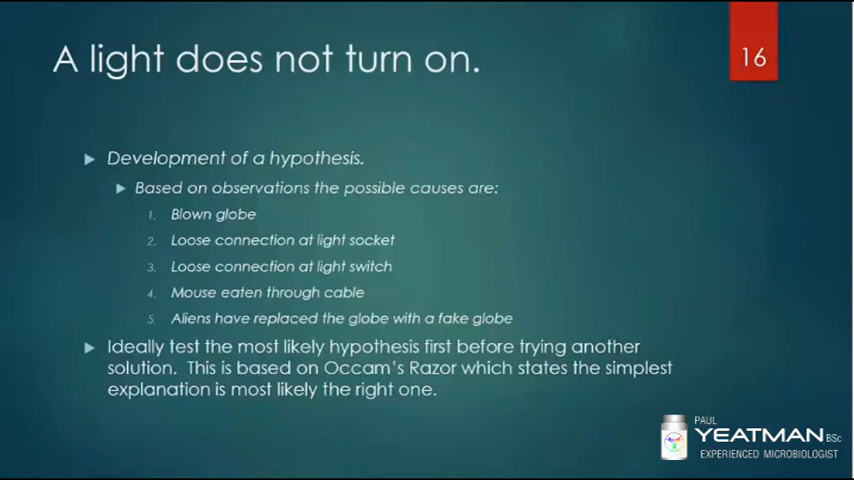 A light does not turn on.
16
Development of a hypothesis.
Based on observations the possible causes are:
1. Blown globe
2. Loose connection at light socket
3. Loose connection at light switch
4. Mouse eaten through cable
5. Aliens have replaced the globe with a fake globe
Ideally test the most likely hypothesis first before trying another
solution. This is based on Occam's Razor which states the simplest
explanation is most likely the right one.
PAUL
YEATMAN BSc
EXPERIENCED MICROBIOLOGIST